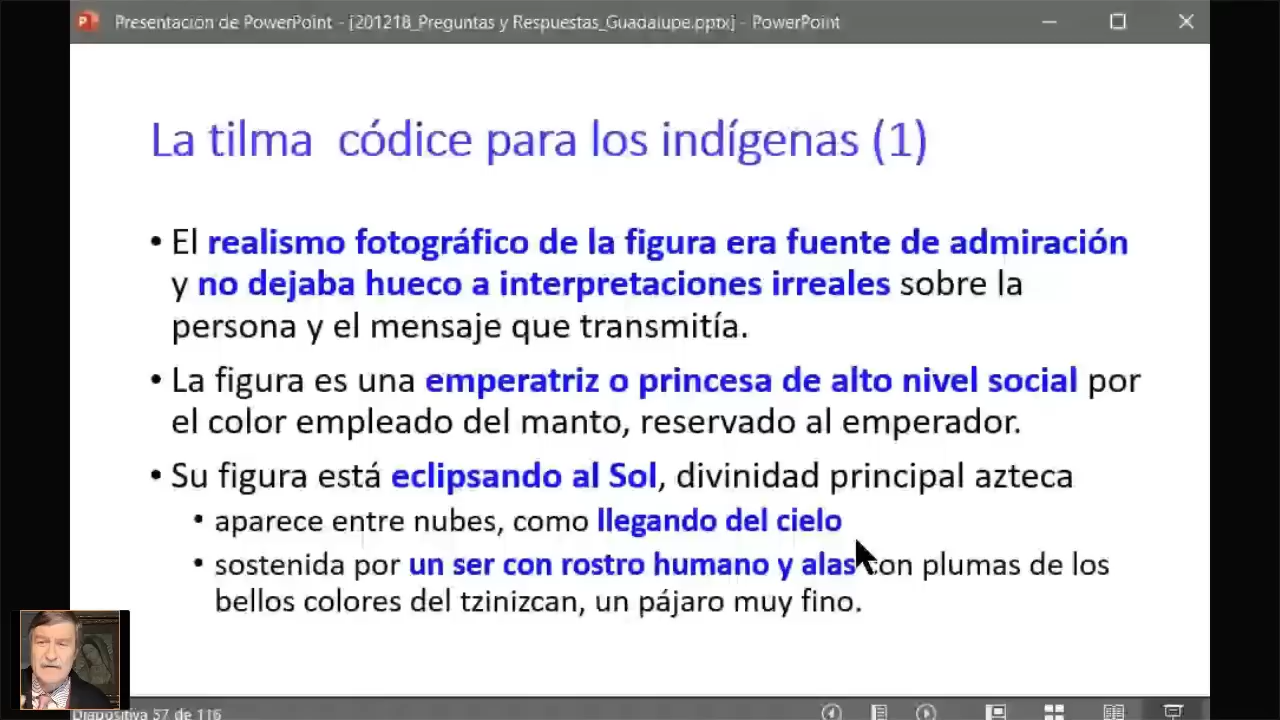 Presentación de PowerPoint - [201218_Preguntas y Respuestas_Guadalupe.pptx] - PowerPoint
La tilma códice para los indígenas (1)
• El realismo fotográfico de la figura era fuente de admiración
y no dejaba hueco a interpretaciones irreales sobre la
persona y el mensaje que transmitía.
• La figura es una emperatriz o princesa de alto nivel social por
el color empleado del manto, reservado al emperador.
• Su figura está eclipsando al Sol, divinidad principal azteca
• aparece entre nubes, como llegando del cielo
• sostenida por un ser con rostro humano y alas con plumas de los
bellos colores del tzinizcan, un pájaro muy fino.
Diapositiva 57 de 116